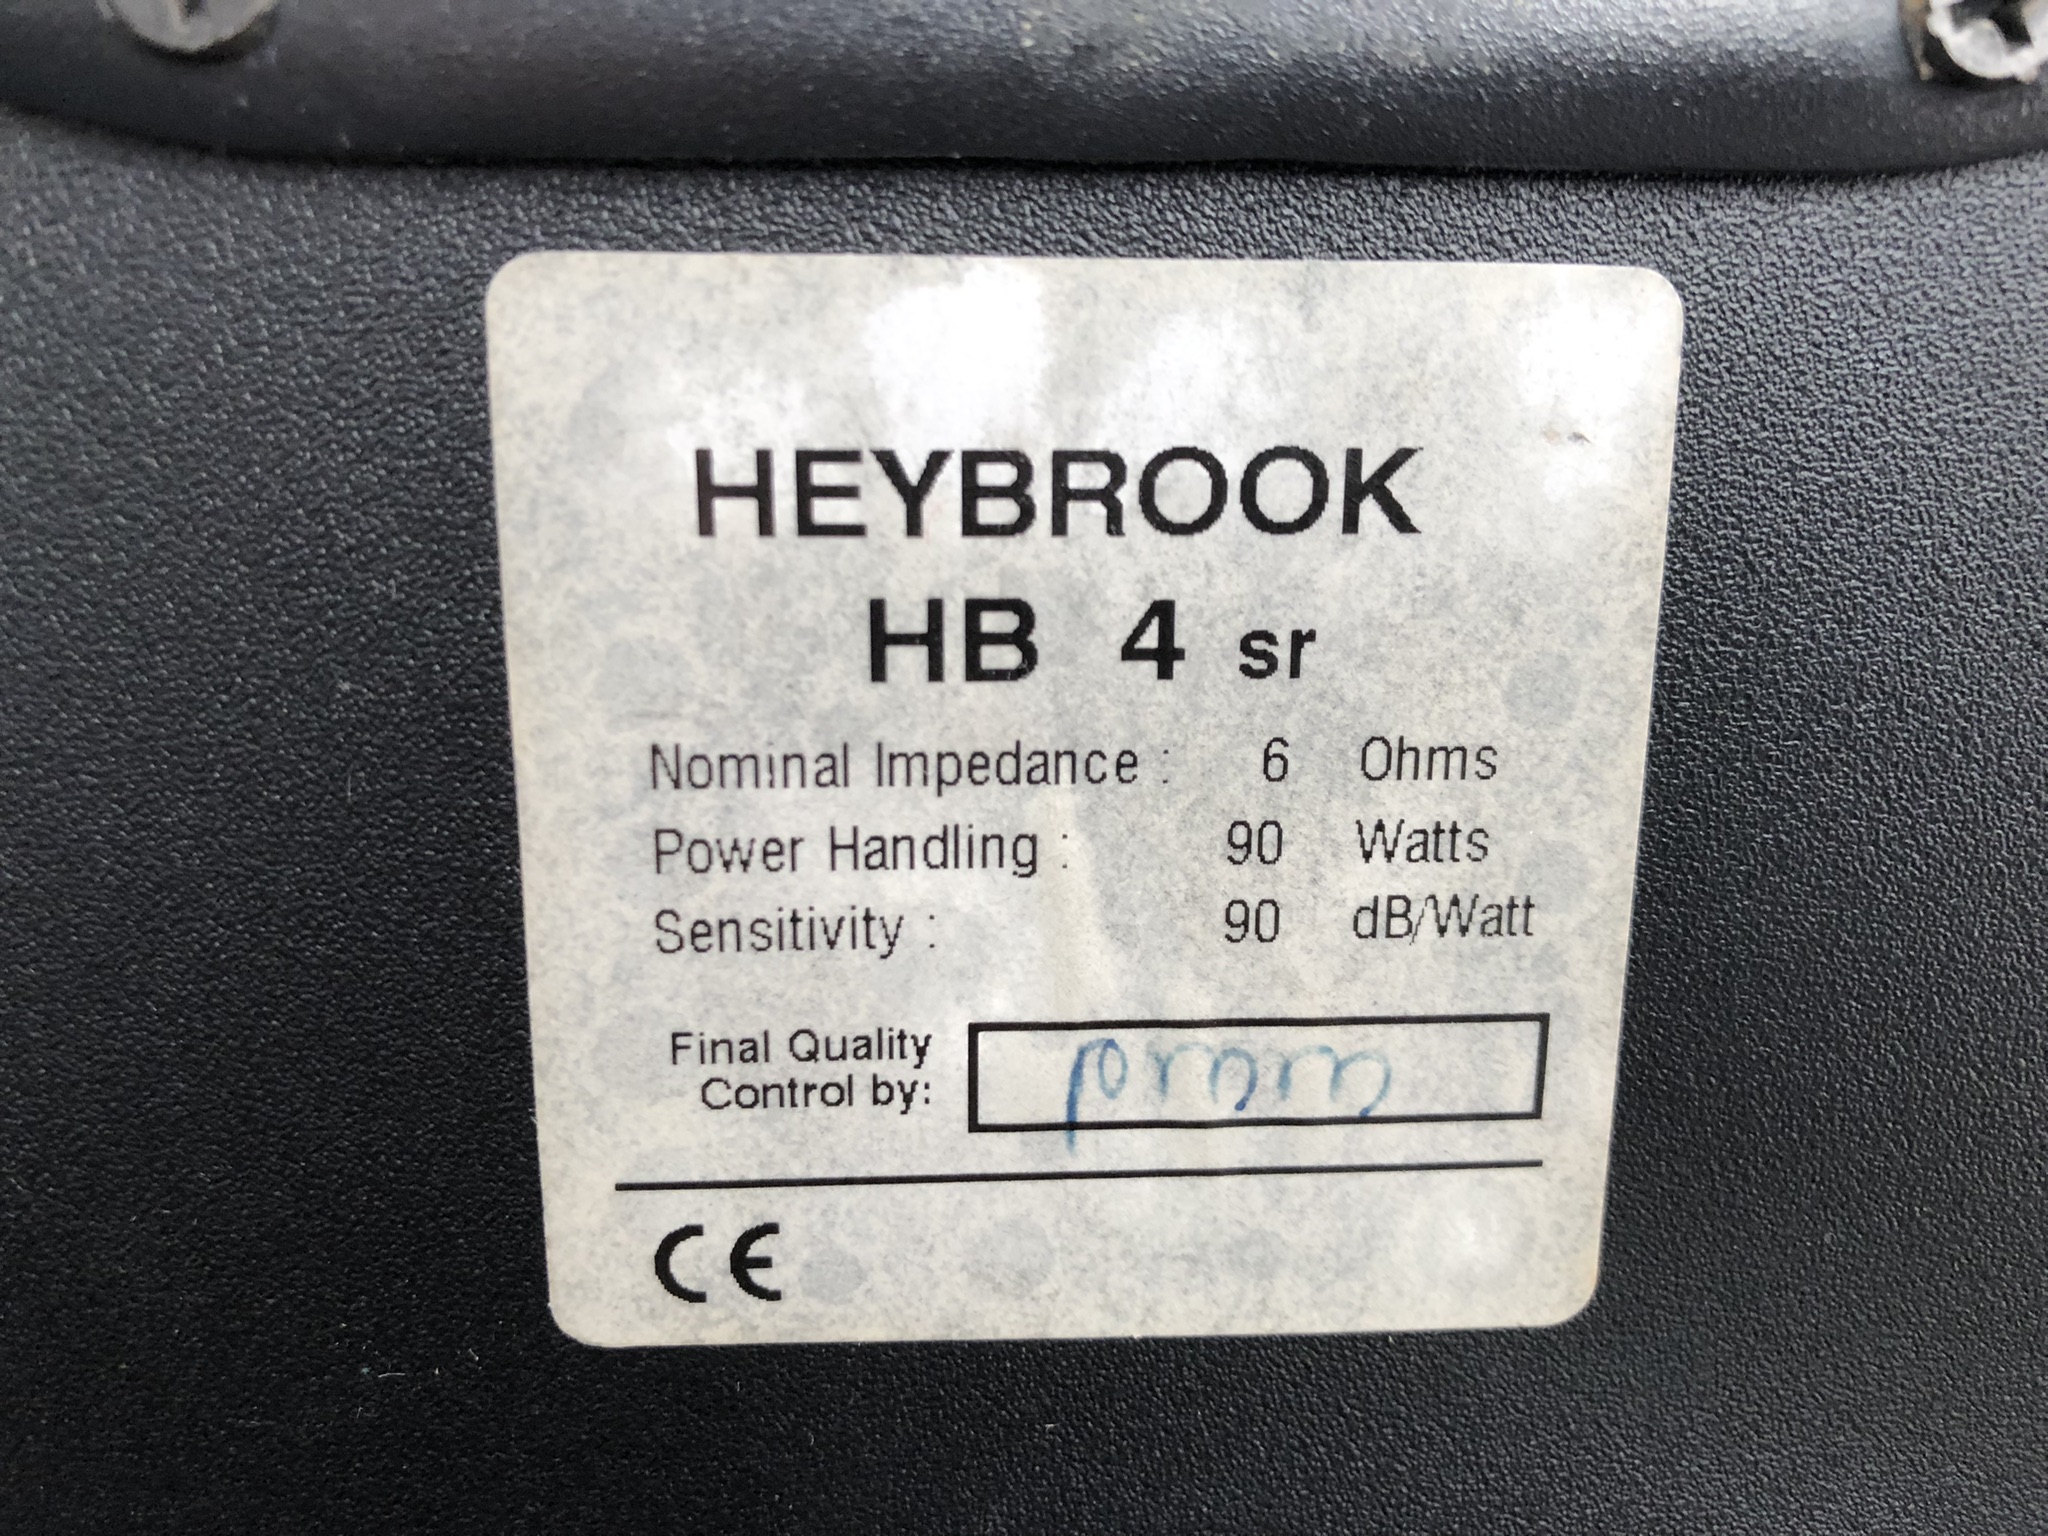 HEYBROOK
HB 4 sr
Nominal Impedance : 6 Ohms
Power Handling : 90 Watts
Sensitivity : 90 dB/Watt
Final Quality
Control by:
CE